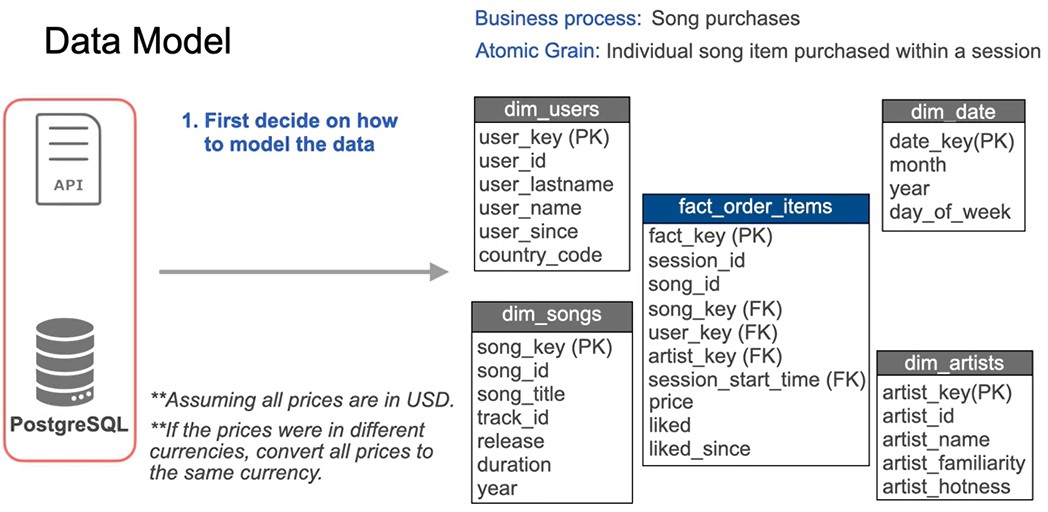 Data Model
Business process: Song purchases
Atomic Grain: Individual song item purchased within a session
API
PostgreSQL
1. First decide on how
to model the data
**Assuming all prices are in USD.
**If the prices were in different
currencies, convert all prices to
the same currency.
dim_users
user_key (PK)
user_id
user_lastname
user_name
user_since
country_code
dim_songs
song_key (PK)
song_id
song_title
track_id
release
duration
year
fact_order_items
fact_key (PK)
session_id
song_id
song_key (FK)
user_key (FK)
artist_key (FK)
session_start_time (FK)
price
liked
liked_since
dim_date
date_key(PK)
month
year
day_of_week
dim_artists
artist_key(PK)
artist_id
artist_name
artist_familiarity
artist_hotness